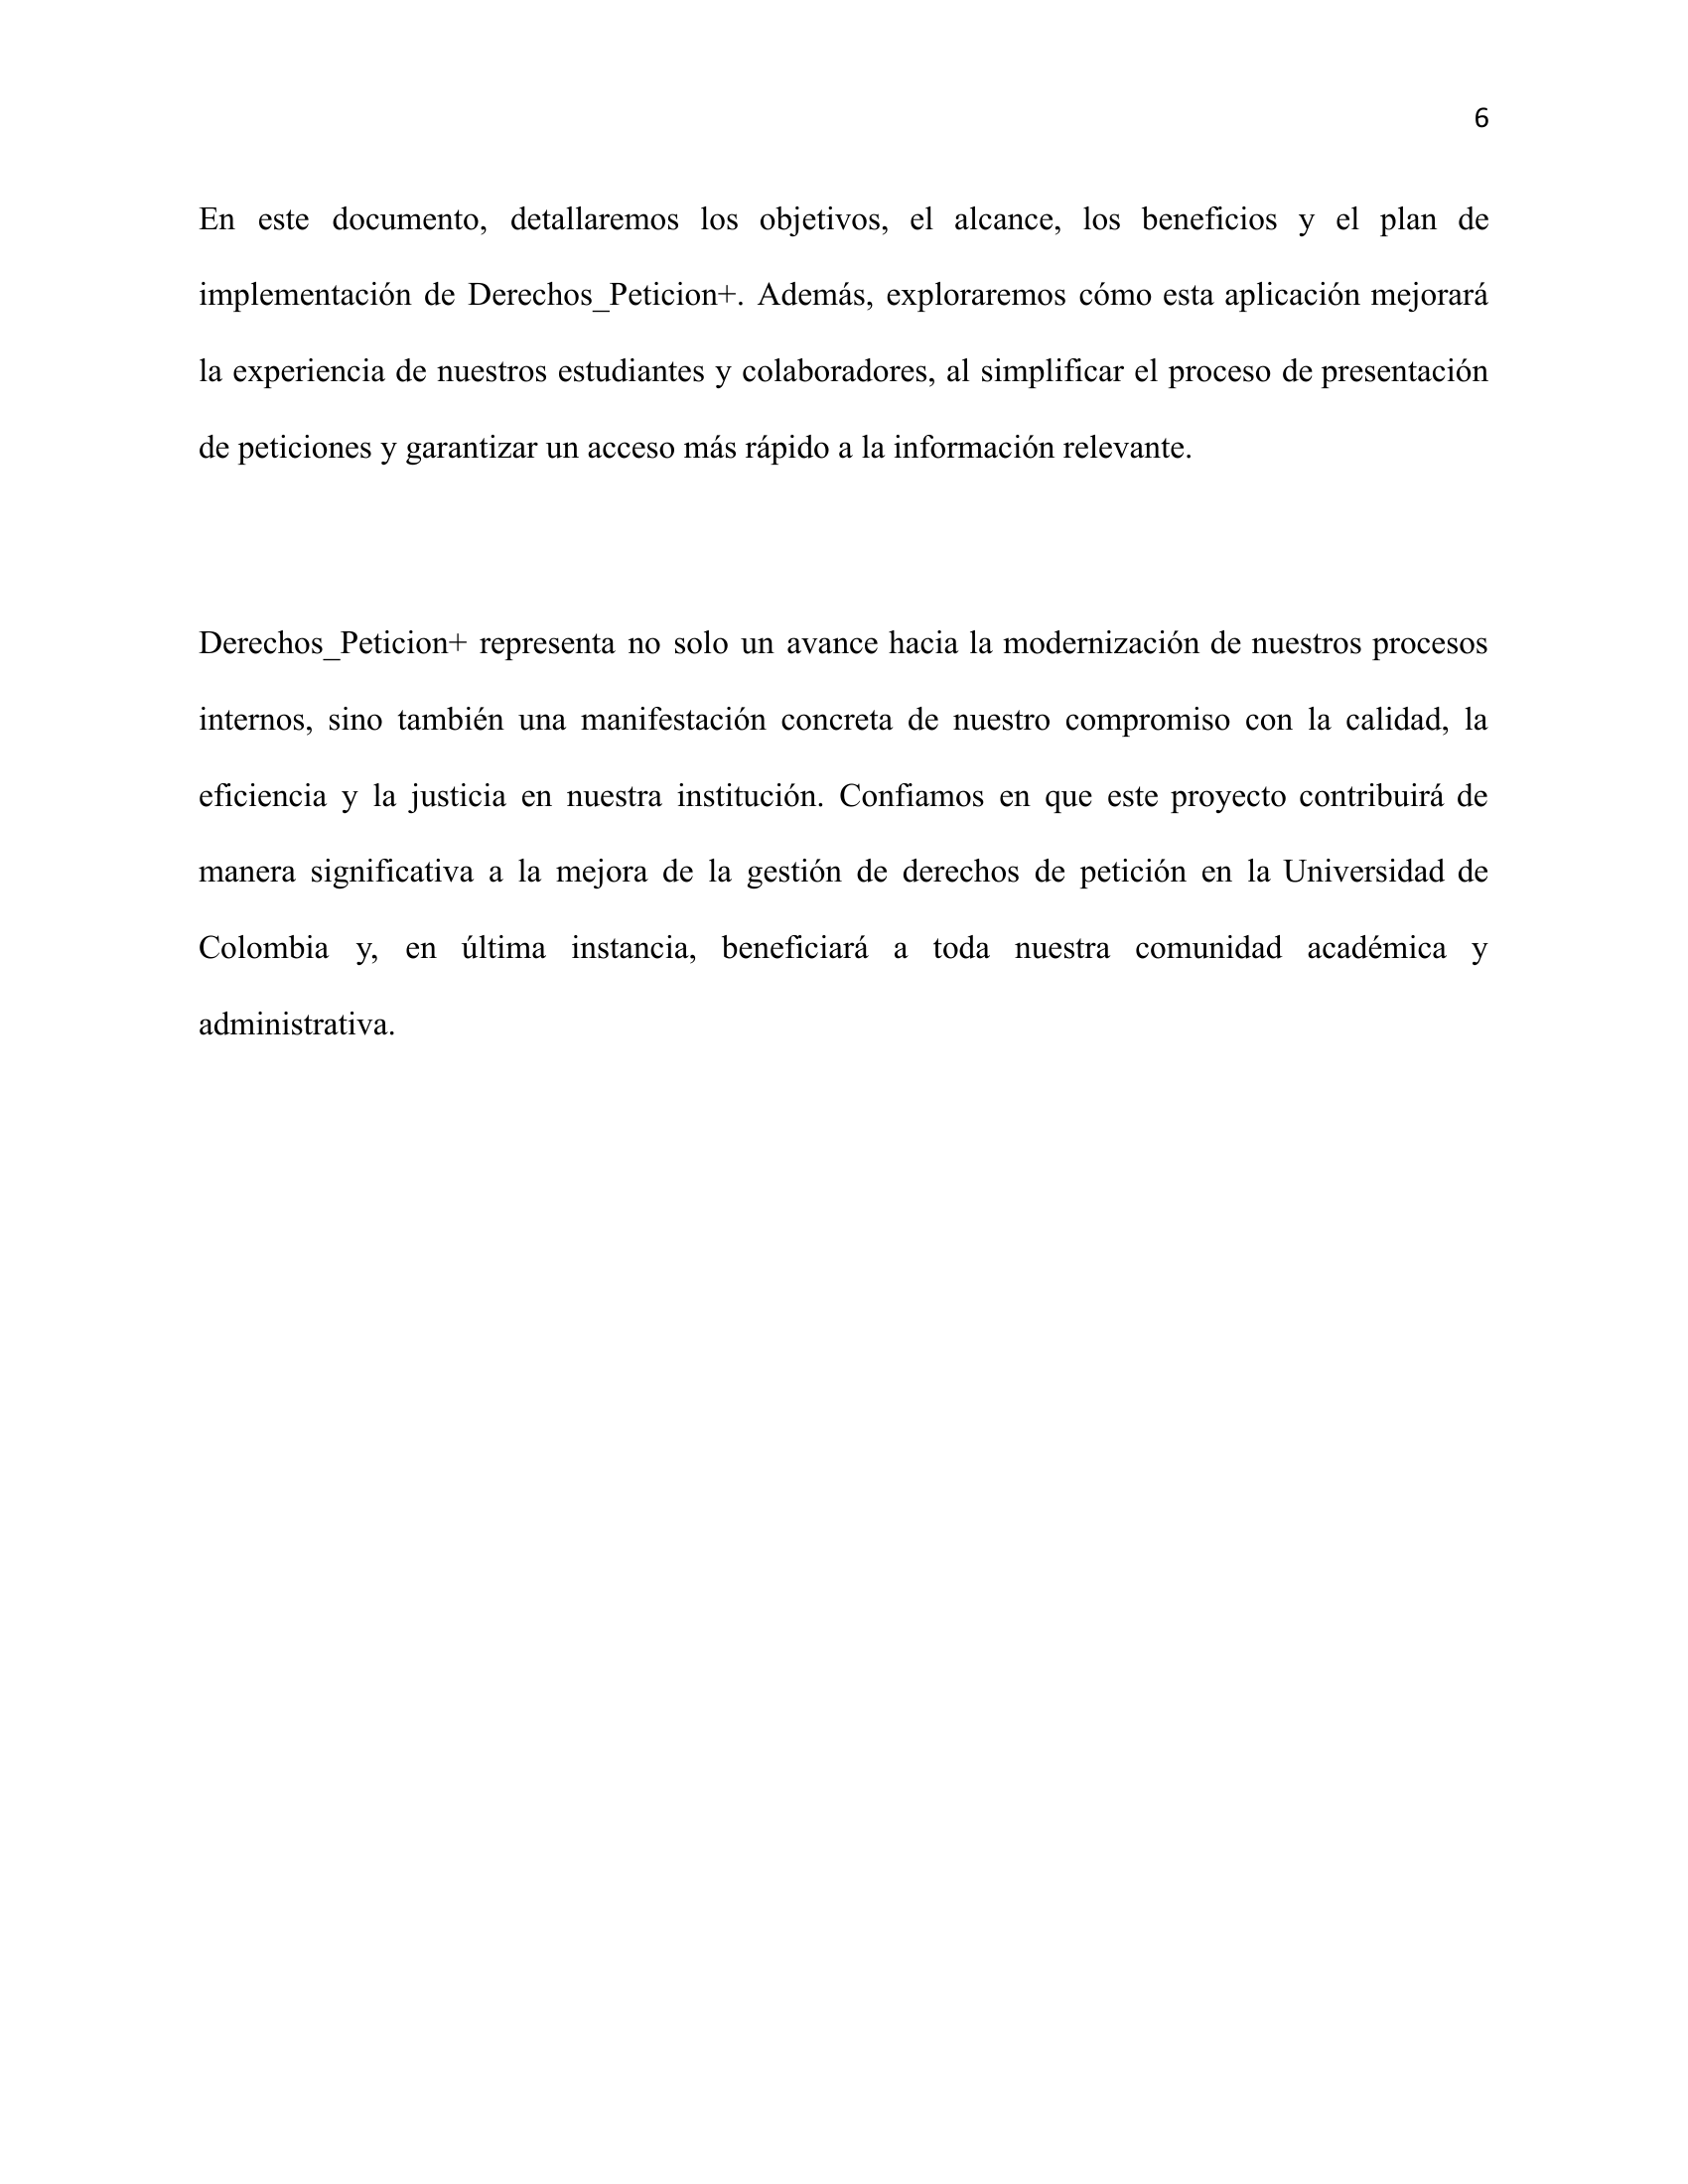 6
En este documento, detallaremos los objetivos, el alcance, los beneficios y el plan de
implementación de Derechos_Peticion+. Además, exploraremos cómo esta aplicación mejorará
la experiencia de nuestros estudiantes y colaboradores, al simplificar el proceso de presentación
de peticiones y garantizar un acceso más rápido a la información relevante.
Derechos_Peticion+ representa no solo un avance hacia la modernización de nuestros procesos
internos, sino también una manifestación concreta de nuestro compromiso con la calidad, la
eficiencia y la justicia en nuestra institución. Confiamos en que este proyecto contribuirá de
manera significativa a la mejora de la gestión de derechos de petición en la Universidad de
Colombia y, en última instancia, beneficiará a toda nuestra comunidad académica y
administrativa.